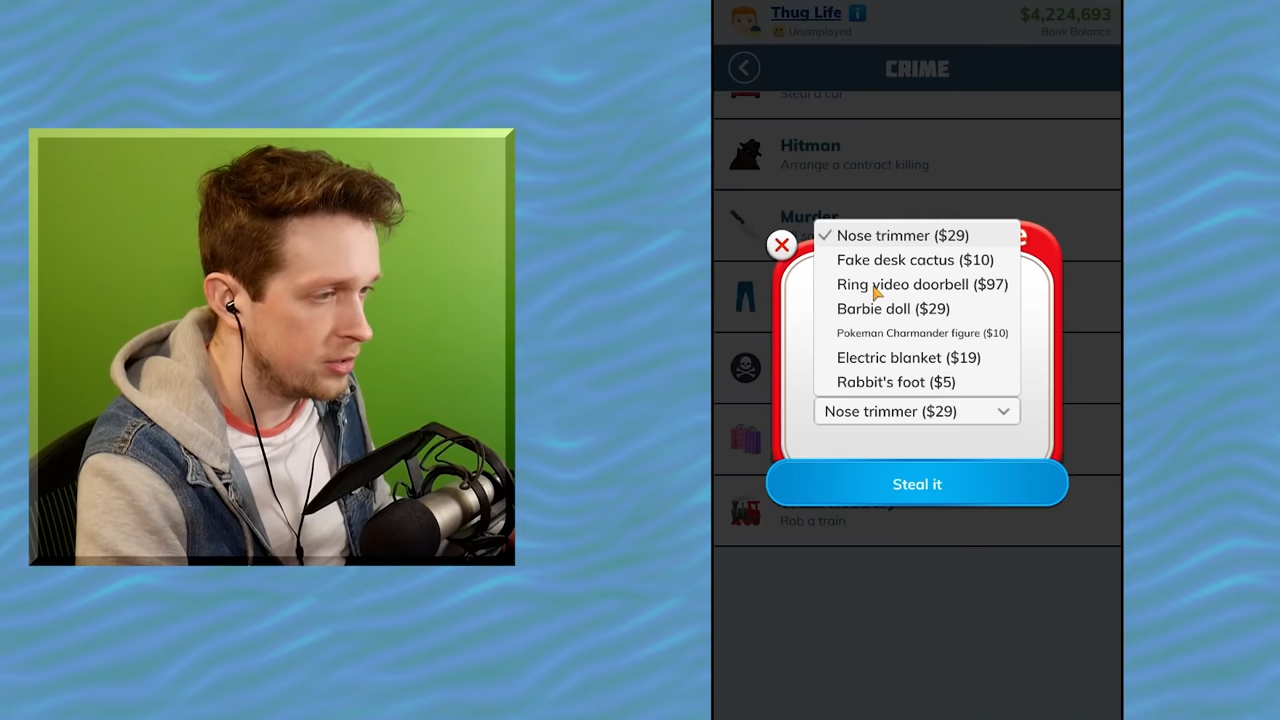 Thug Life
$4,224,693
Unemployed
Bank Balance
CRIME
Steal a car
Hitman
Arrange a contract killing
Murder
Nose trimmer ($29)
Fake desk cactus ($10)
Ring video doorbell ($97)
Barbie doll ($29)
Pokeman Charmander figure ($10)
Electric blanket ($19)
Rabbit's foot ($5)
Nose trimmer ($29)
Steal it
Rob a train